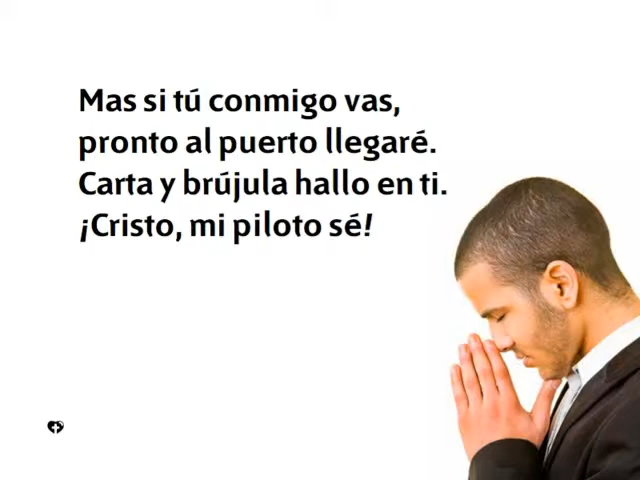 Mas si tú conmigo vas,
pronto al puerto llegaré.
Carta y brújula hallo en ti.
¡Cristo, mi piloto sé!